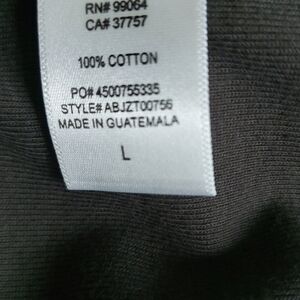 RN# 99064
CA# 37757
100% COTTON
PO# 4500755335
STYLE# ABJZT00756
MADE IN GUATEMALA
L